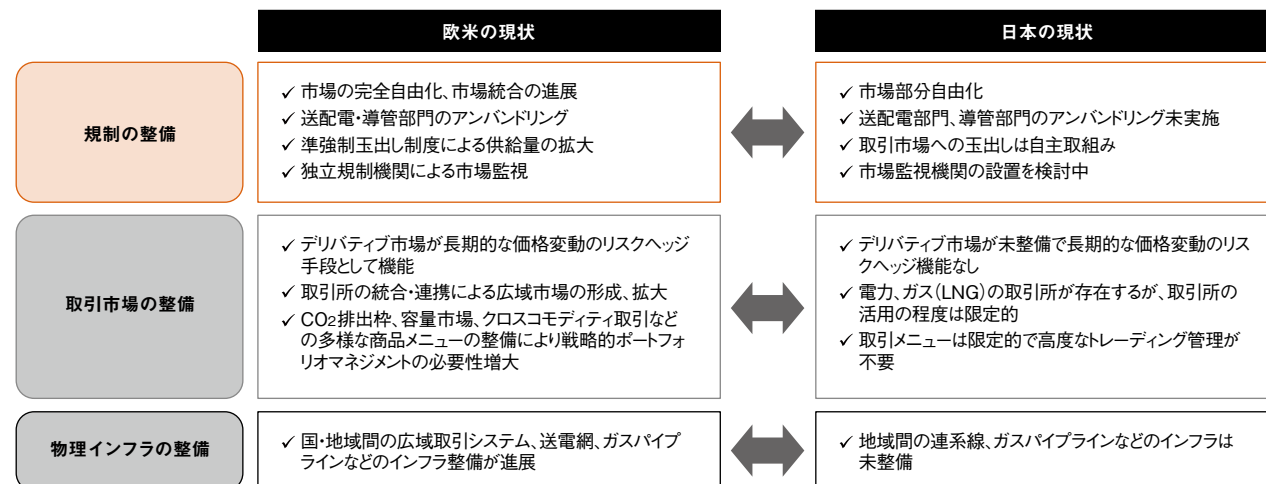 欧米の現状
日本の現状
規制の整備
✓ 市場の完全自由化、市場統合の進展
✓ 送配電・導管部門のアンバンドリング
✓ 準強制玉出し制度による供給量の拡大
✓ 独立規制機関による市場監視
✓ 市場部分自由化
✓ 送配電部門、導管部門のアンバンドリング未実施
✓ 取引市場への玉出しは自主取組み
✓ 市場監視機関の設置を検討中
取引市場の整備
✓ デリバティブ市場が長期的な価格変動のリスクヘッジ
手段として機能
✓ 取引所の統合・連携による広域市場の形成、拡大
✓ CO2排出枠、容量市場、クロスコモディティ取引など
の多様な商品メニューの整備により戦略的ポートフォ
リオマネジメントの必要性増大
✓ デリバティブ市場が未整備で長期的な価格変動のリス
クヘッジ機能なし
✓ 電力、ガス(LNG)の取引所が存在するが、取引所の
活用の程度は限定的
✓ 取引メニューは限定的で高度なトレーディング管理が
不要
物理インフラの整備
✓ 国・地域間の広域取引システム、送電網、ガスパイプ
ラインなどのインフラ整備が進展
✓ 地域間の連系線、ガスパイプラインなどのインフラは
未整備